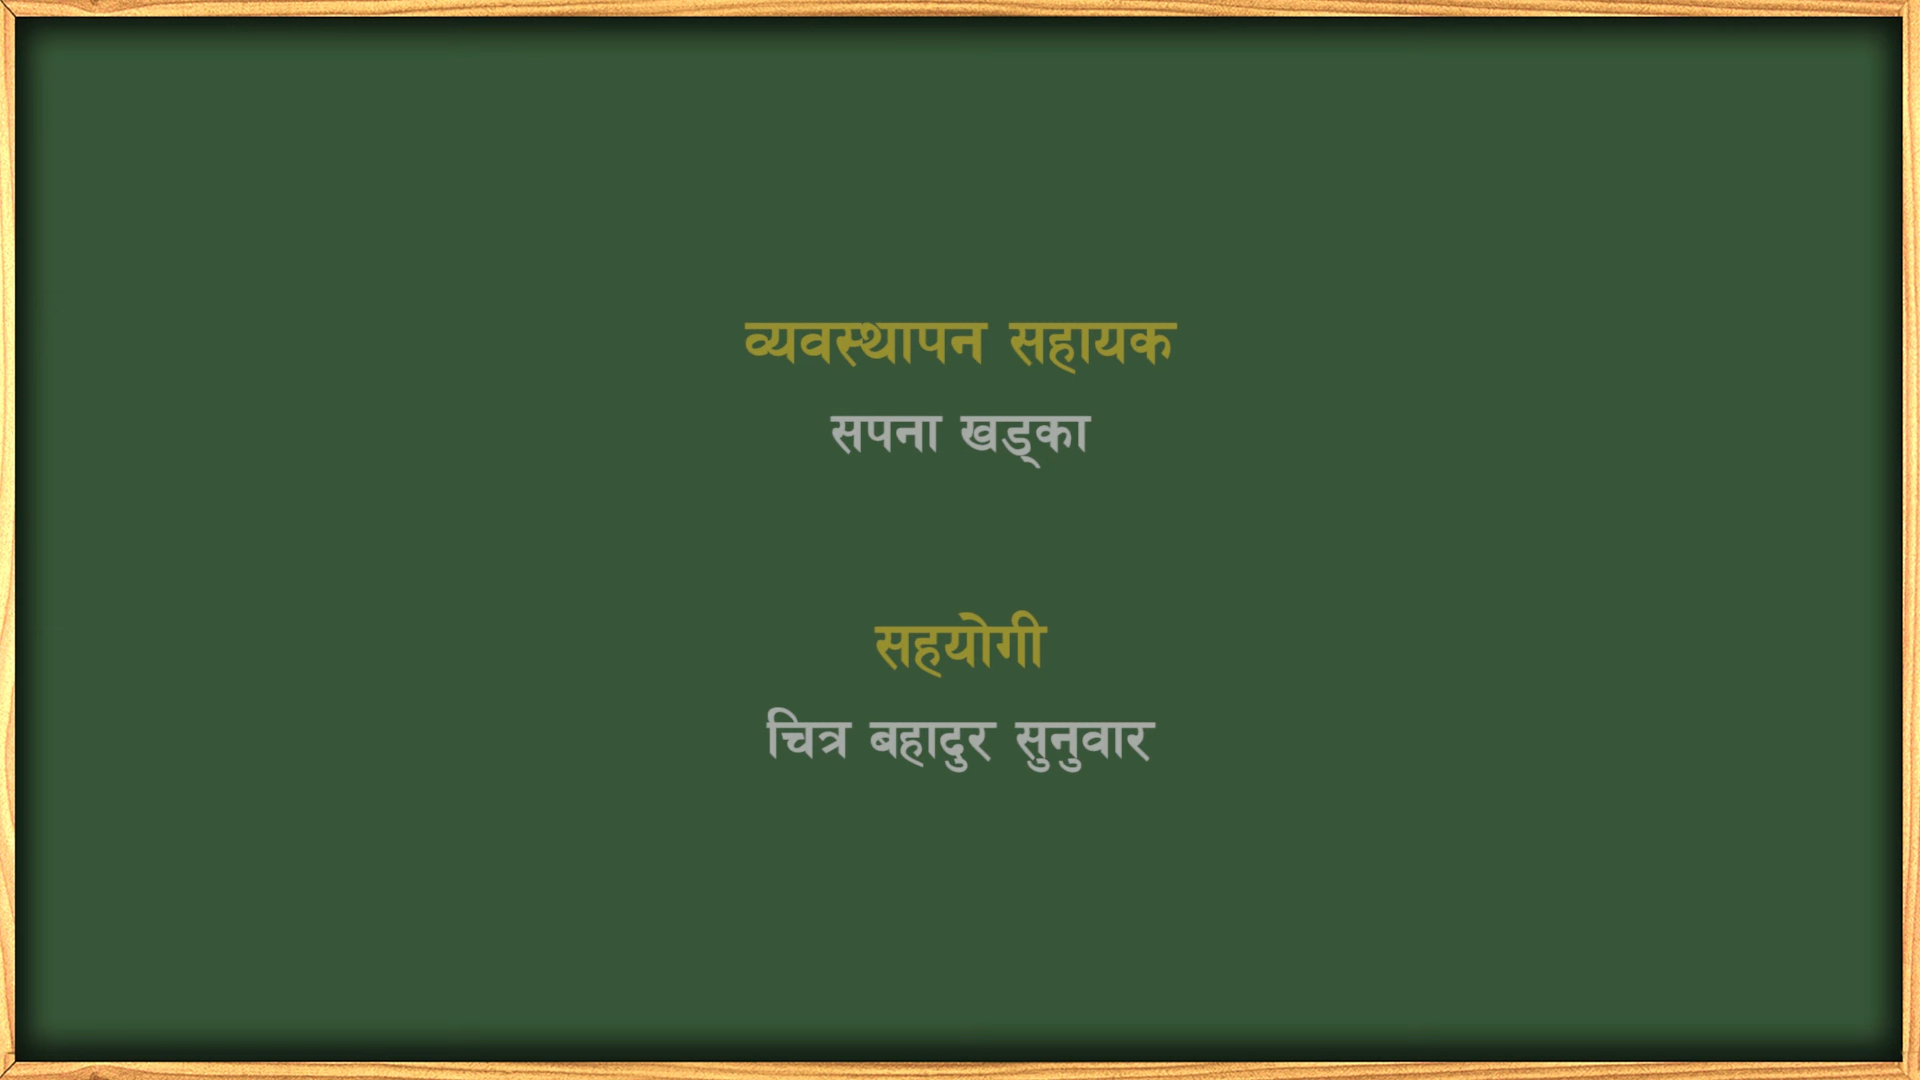 व्यवस्थापन सहायक
सपना खड्का
सहयोगी
चित्र बहादुर सुनुवार